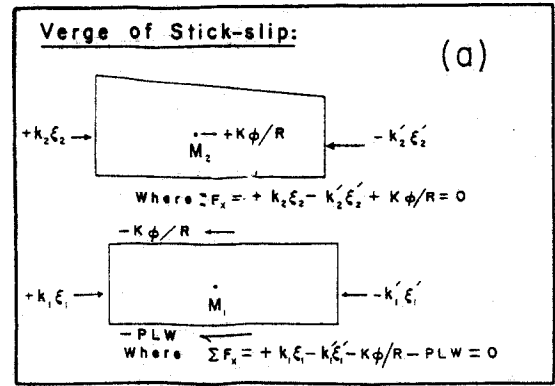 Verge of Stick-slip:
(a)
+k₂ξ₂
+Kφ/R
M₂
-k₂′ξ₂′
Where ΣFₓ = + k₂ξ₂ - k₂′ξ₂′ + Kφ/R = 0
-Kφ/R
+k₁ξ₁
M₁
-k₁′ξ₁′
-PLW
Where ΣFₓ = + k₁ξ₁ - k₁′ξ₁′ - Kφ/R - PLW = 0